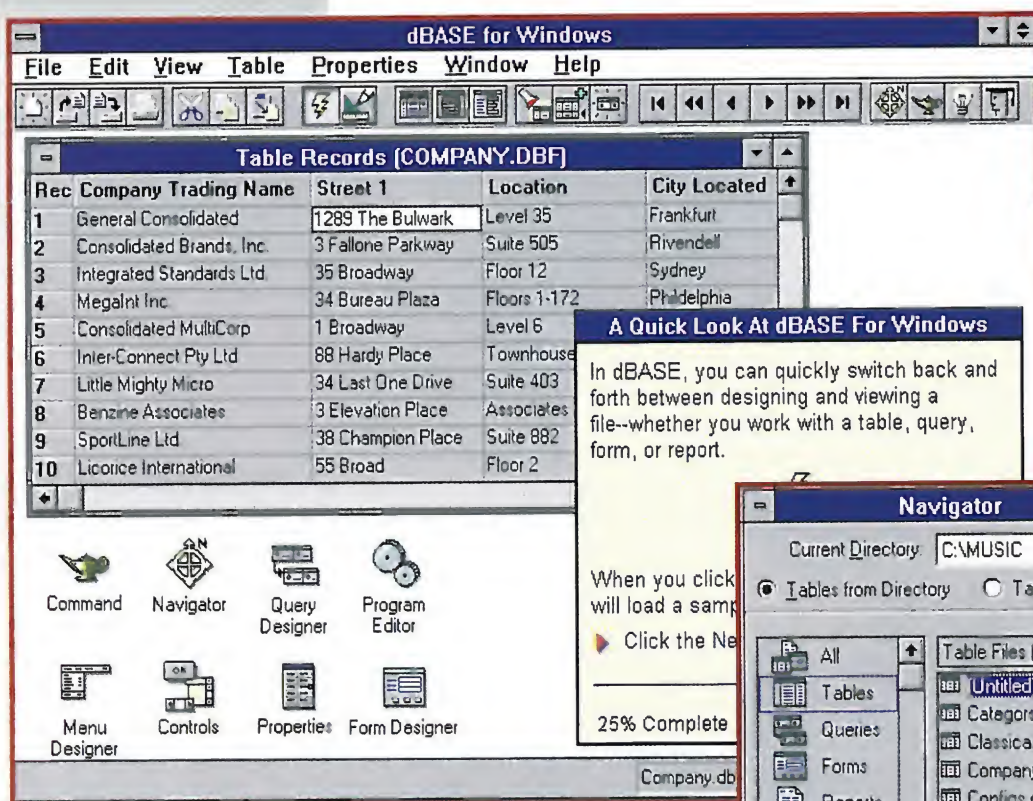 dBASE for Windows
File Edit View Table Properties Window Help
Table Records (COMPANY.DBF)
Rec Company Trading Name Street 1 Location City Located
1 General Consolidated 1289 The Bulwark Level 35 Frankfurt
2 Consolidated Brands, Inc. 3 Fallone Parkway Suite 505 Rivendell
3 Integrated Standards Ltd 35 Broadway Floor 12 Sydney
4 MegaInt Inc 34 Bureau Plaza Floors 1-172 Phildelphia
5 Consolidated MultiCorp 1 Broadway Level 6
6 Inter-Connect Pty Ltd 88 Hardy Place Townhouse
7 Little Mighty Micro 34 Last One Drive Suite 403
8 Benzine Associates 3 Elevation Place Associates
9 SportLine Ltd 38 Champion Place Suite 882
10 Licorice International 55 Broad Floor 2
A Quick Look At dBASE For Windows
In dBASE, you can quickly switch back and
forth between designing and viewing a
file--whether you work with a table, query,
form, or report.
When you click
will load a samp
Click the Ne
25% Complete
Navigator
Current Directory: C:\MUSIC
Tables from Directory Ta
All
Tables
Queries
Forms
Reports
Table Files
Untitled
Categors
Classica
Company
Configs
N
Command Navigator Query Designer Program Editor
OK
Menu Designer Controls Properties Form Designer
Company.db